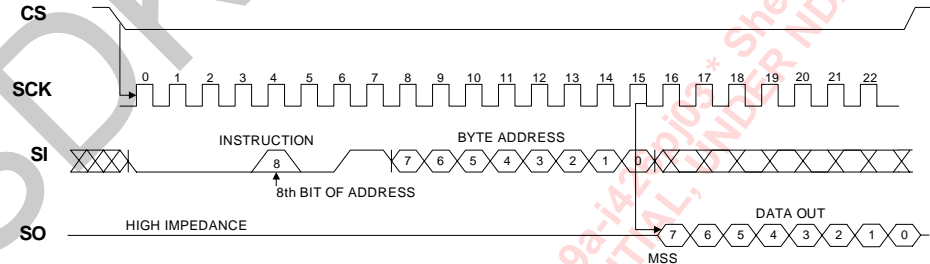 CS
SCK 0 1 2 3 4 5 6 7 8 9 10 11 12 13 14 15 16 17 18 19 20 21 22
INSTRUCTION BYTE ADDRESS
SI 8 7 6 5 4 3 2 1 0
8th BIT OF ADDRESS
HIGH IMPEDANCE DATA OUT
SO 7 6 5 4 3 2 1 0
MSS